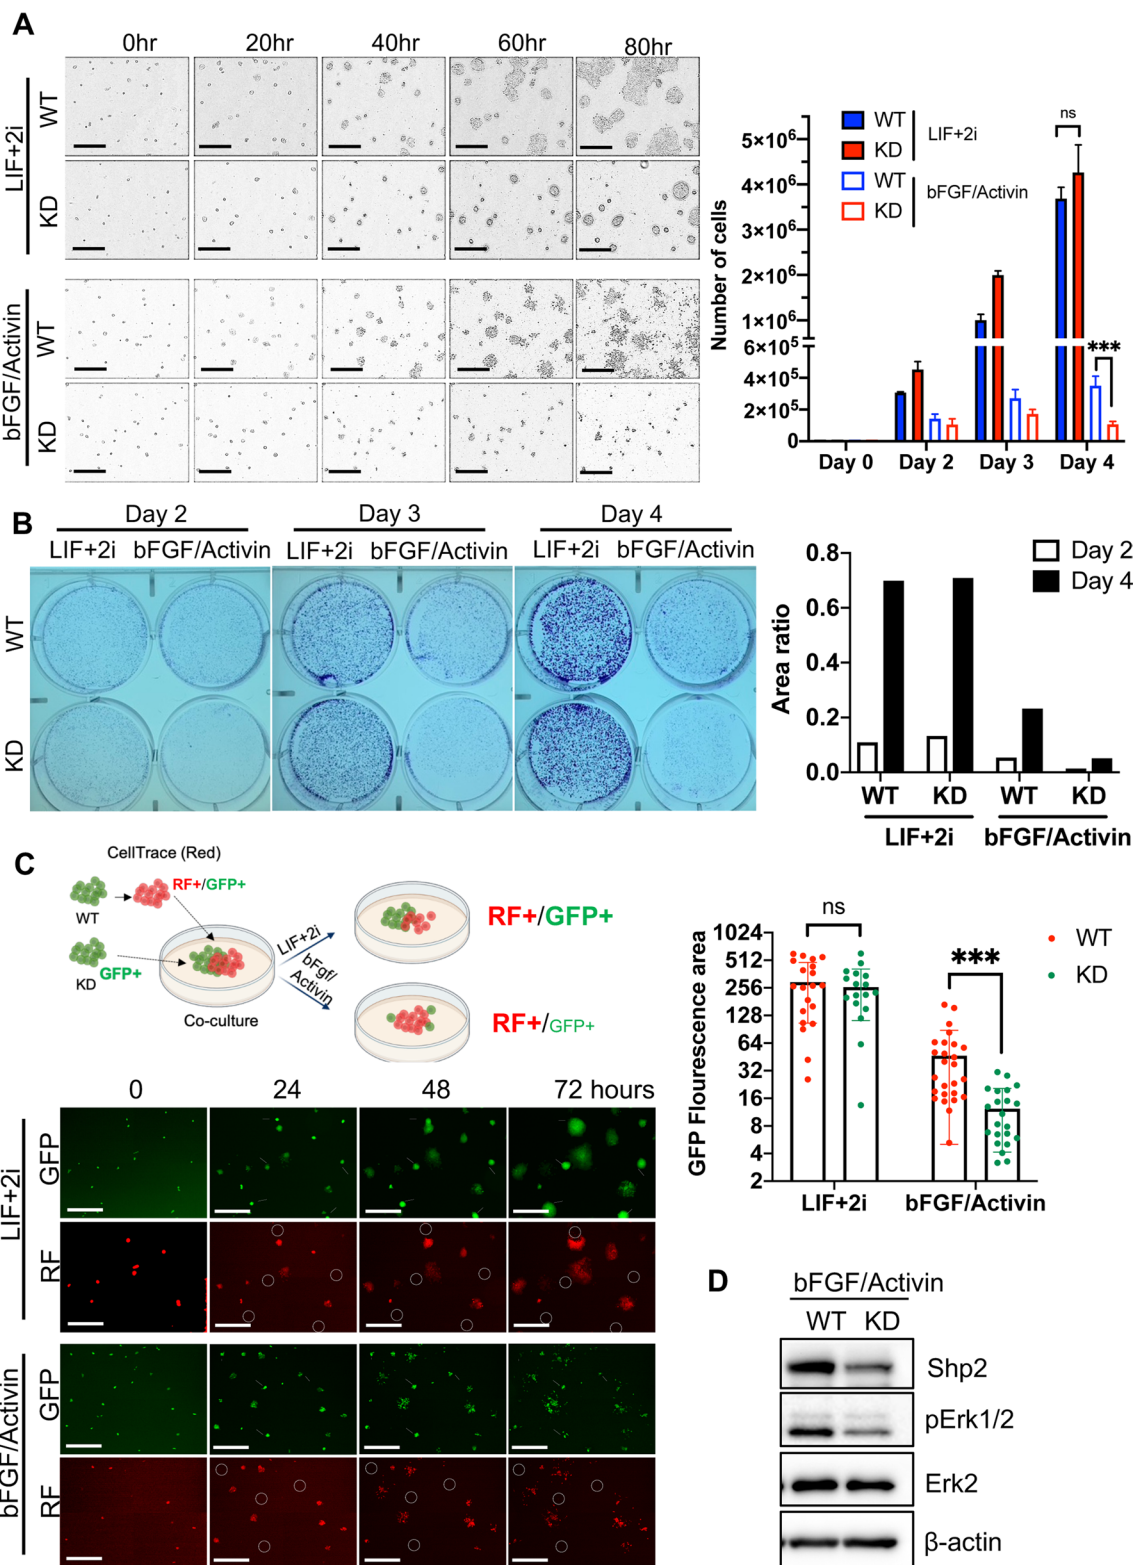 A
0hr 20hr 40hr 60hr 80hr
LIF+2i
WT
KD
bFGF/Activin
WT
KD
Number of cells
5×10⁶
4×10⁶
3×10⁶
2×10⁶
1×10⁶
6×10⁵
4×10⁵
2×10⁵
0
WT
KD
LIF+2i
WT
KD
bFGF/Activin
ns
***
Day 0 Day 2 Day 3 Day 4
B
Day 2 Day 3 Day 4
LIF+2i bFGF/Activin LIF+2i bFGF/Activin LIF+2i bFGF/Activin
WT
KD
Area ratio
0.8
0.6
0.4
0.2
0.0
Day 2
Day 4
WT KD WT KD
LIF+2i bFGF/Activin
C
CellTrace (Red)
RF+/GFP+
WT
KD GFP+
Co-culture
LIF+2i
bFgf/
Activin
RF+/GFP+
RF+/GFP+
0 24 48 72 hours
LIF+2i
GFP
RF
bFGF/Activin
GFP
RF
GFP Flourescence area
1024
512
256
128
64
32
16
8
4
2
ns
***
WT
KD
LIF+2i bFGF/Activin
D
bFGF/Activin
WT KD
Shp2
pErk1/2
Erk2
β-actin